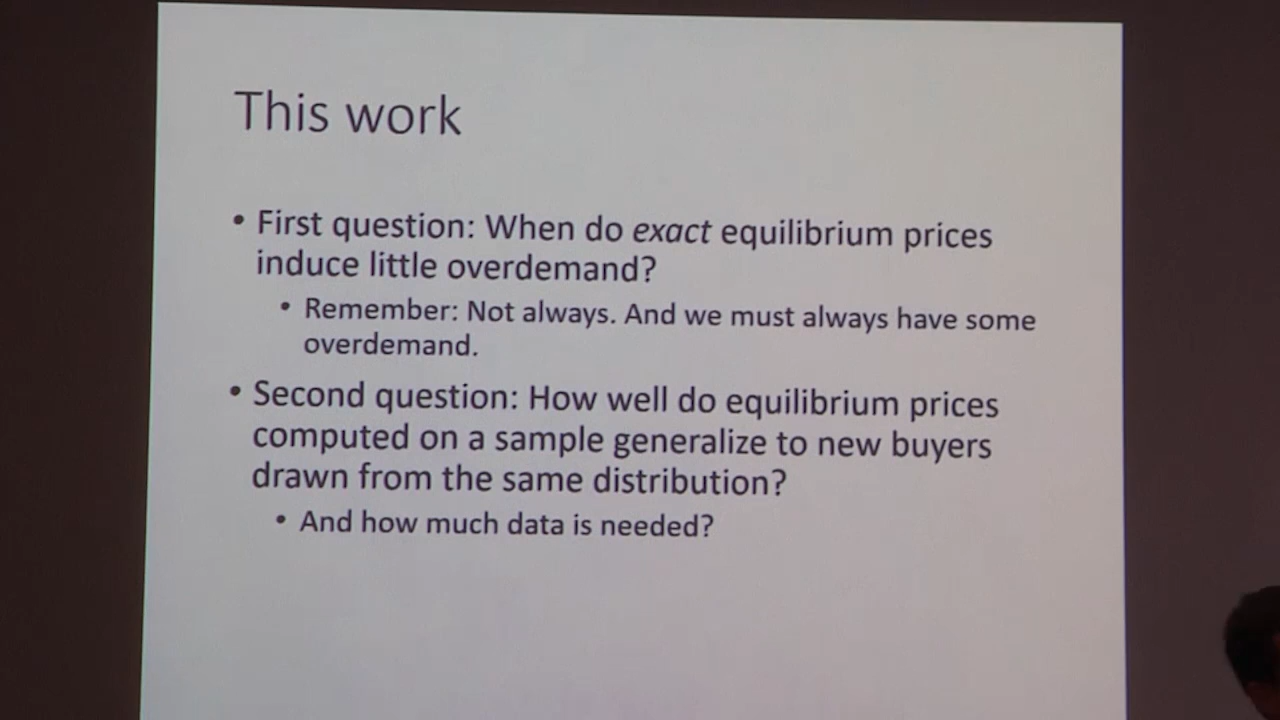 This work
• First question: When do exact equilibrium prices
induce little overdemand?
• Remember: Not always. And we must always have some
overdemand.
• Second question: How well do equilibrium prices
computed on a sample generalize to new buyers
drawn from the same distribution?
• And how much data is needed?